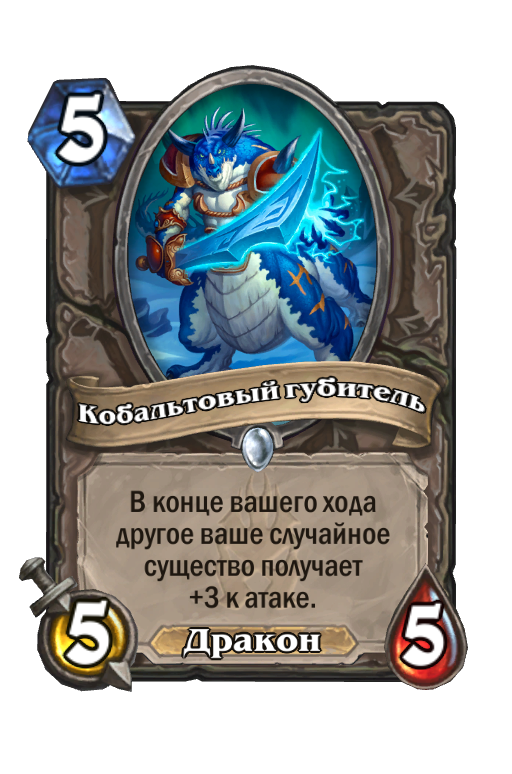 5
Кобальтовый губитель
В конце вашего хода
другое ваше случайное
существо получает
+3 к атаке.
5
Дракон
5